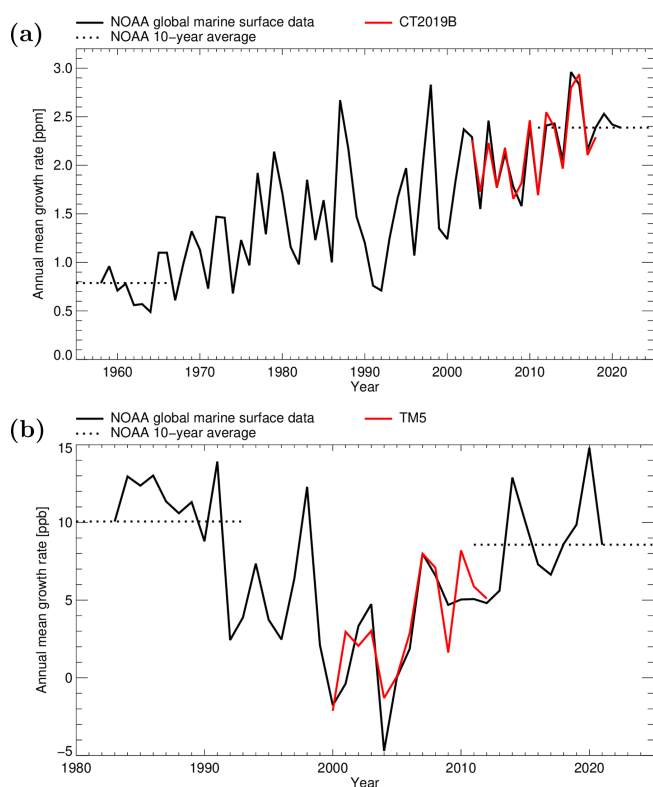 (a)
NOAA global marine surface data CT2019B
NOAA 10−year average
Annual mean growth rate [ppm]
3.0
2.5
2.0
1.5
1.0
0.5
0.0
1960 1970 1980 1990 2000 2010 2020
Year
(b)
NOAA global marine surface data TM5
NOAA 10−year average
Annual mean growth rate [ppb]
15
10
5
0
−5
1980 1990 2000 2010 2020
Year